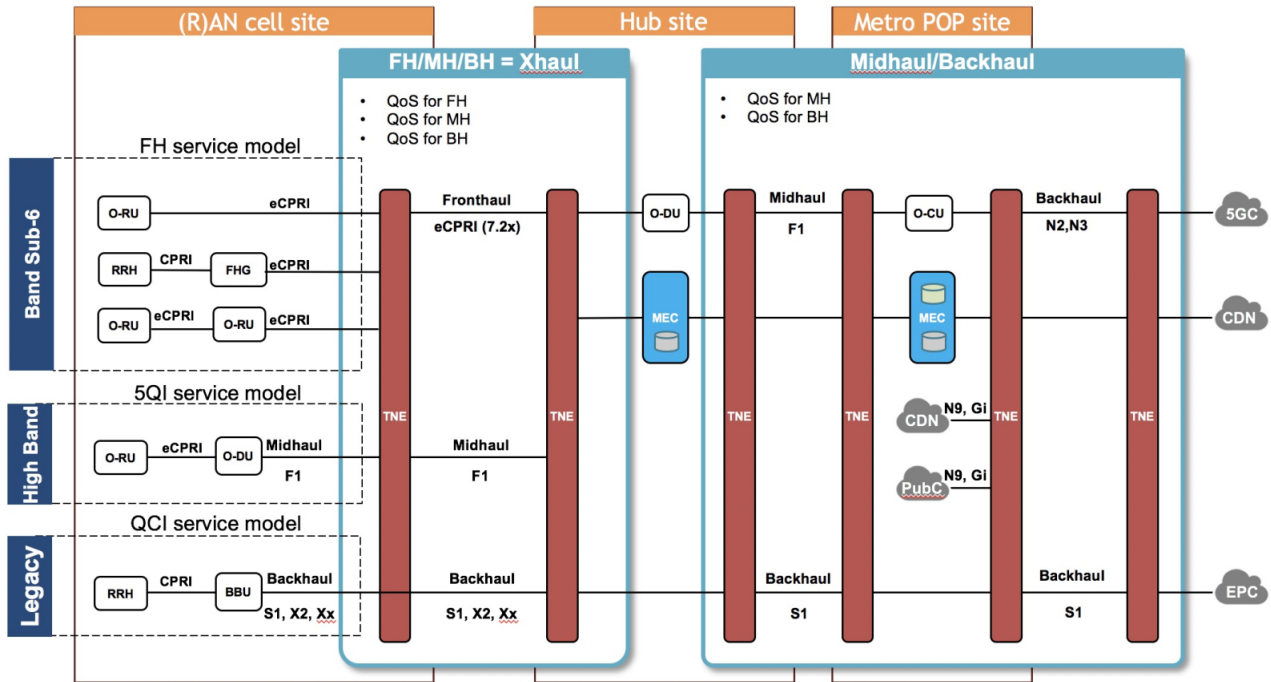 (R)AN cell site
Hub site
Metro POP site
FH/MH/BH = Xhaul
Midhaul/Backhaul
• QoS for FH
• QoS for MH
• QoS for BH
• QoS for MH
• QoS for BH
FH service model
Band Sub-6
O-RU
eCPRI
Fronthaul
eCPRI (7.2x)
O-DU
Midhaul
F1
O-CU
Backhaul
N2,N3
5GC
RRH
CPRI
FHG
eCPRI
O-RU
eCPRI
O-RU
eCPRI
MEC
MEC
CDN
5QI service model
High Band
TNE
TNE
TNE
TNE
TNE
TNE
CDN
N9, Gi
O-RU
eCPRI
O-DU
Midhaul
F1
Midhaul
F1
PubC
N9, Gi
QCI service model
Legacy
RRH
CPRI
BBU
Backhaul
S1, X2, Xx
Backhaul
S1, X2, Xx
Backhaul
S1
Backhaul
S1
EPC